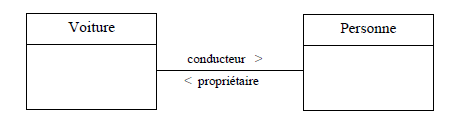 Voiture
Personne
conducteur >
< propriétaire